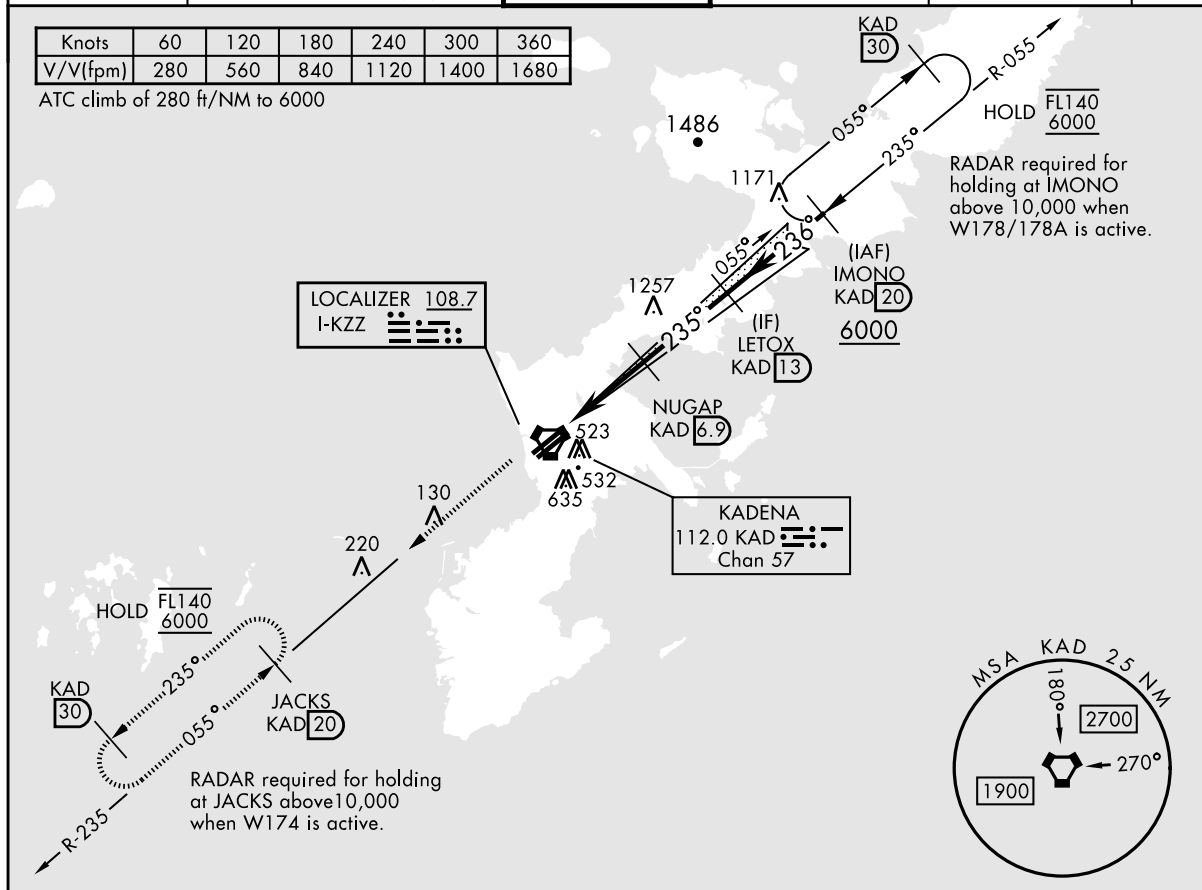 Knots 60 120 180 240 300 360
V/V(fpm) 280 560 840 1120 1400 1680
ATC climb of 280 ft/NM to 6000
KAD
30
R-055
HOLD FL140
6000
055°
235°
RADAR required for
holding at IMONO
above 10,000 when
W178/178A is active.
1486
1171
055°
236°
(IAF)
IMONO
KAD 20
6000
1257
235°
(IF)
LETOX
KAD 13
LOCALIZER 108.7
I-KZZ
NUGAP
KAD 6.9
523
532
635
KADENA
112.0 KAD
Chan 57
130
220
HOLD FL140
6000
235°
055°
KAD
30
JACKS
KAD 20
RADAR required for holding
at JACKS above10,000
when W174 is active.
R-235
MSA KAD 25 NM
180°
2700
270°
1900